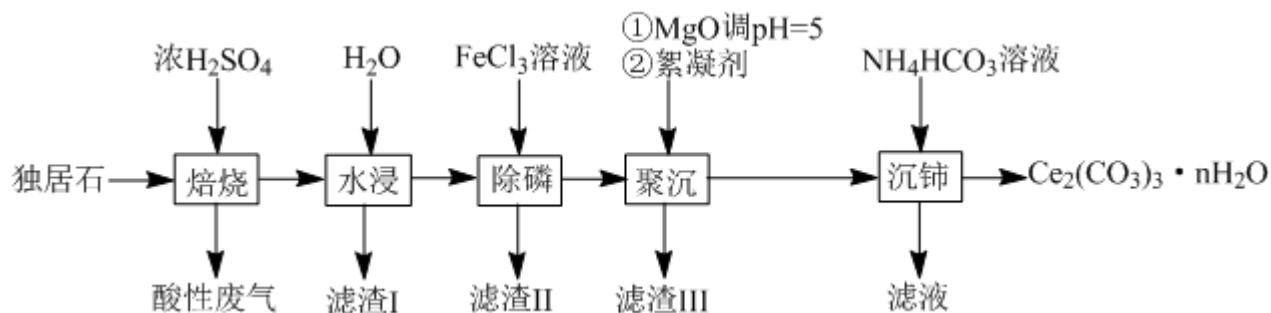 ①MgO调pH=5
浓H₂SO₄ H₂O FeCl₃溶液 ②絮凝剂 NH₄HCO₃溶液
独居石 焙烧 水浸 除磷 聚沉 沉铈 Ce₂(CO₃)₃·nH₂O
酸性废气 滤渣I 滤渣II 滤渣III 滤液